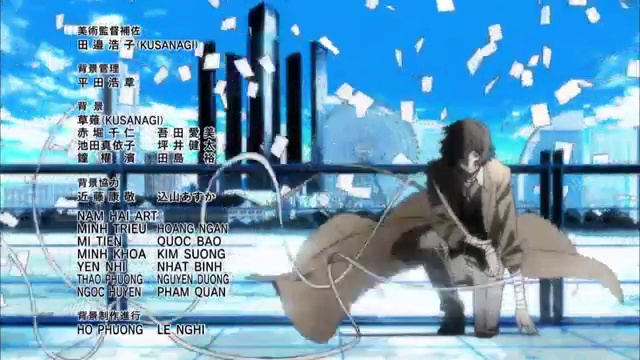 美術監督補佐
田邉浩子(KUSANAGI)
背景管理
平田浩章
背 景
草薙(KUSANAGI)
赤堀千仁 吾田愛美
池田真依子 坪井健太
鐘權濱 田島 裕
背景協力
近藤康敬 込山あすか
NAM HAI ART
MINH TRIEU HOANG NGAN
MI TIEN QUOC BAO
MINH KHOA KIM SUONG
YEN NHI NHAT BINH
THAO PHUONG NGUYEN DUONG
NGOC HUYEN PHAM QUAN
背景制作進行
HO PHUONG LE NGHI